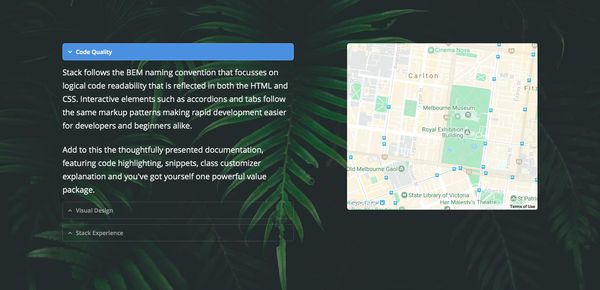 Code Quality
Stack follows the BEM naming convention that focusses on
logical code readability that is reflected in both the HTML and
CSS. Interactive elements such as accordions and tabs follow
the same markup patterns making rapid development easier
for developers and beginners alike.
Add to this the thoughtfully presented documentation,
featuring code highlighting, snippets, class customizer
explanation and you've got yourself one powerful value
package.
Visual Design
Stack Experience
Cinema Nova
Carlton
Fitz
Melbourne Museum
Royal Exhibition
Building
Old Melbourne Gaol
State Library of Victoria
Her Majesty's Theatre
St Pat
Terms of Use